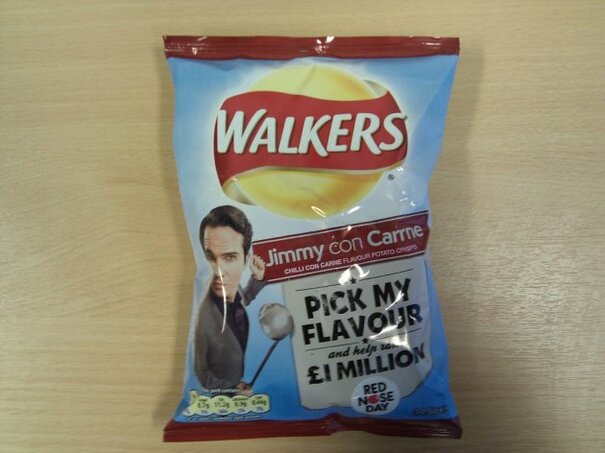 WALKERS
®
Jimmy con Carrne
CHILLI CON CARNE FLAVOUR POTATO CRISPS
PICK MY
FLAVOUR
and help
£1 MILLION
RED
NOSE
DAY